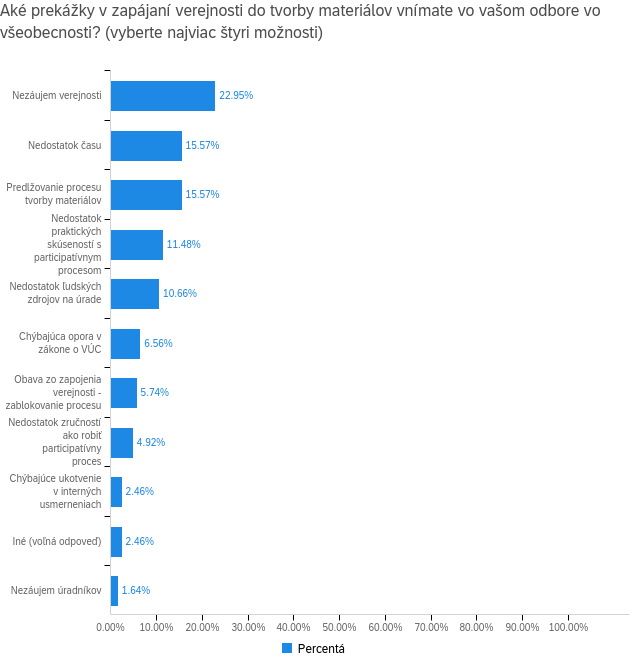 Aké prekážky v zapájaní verejnosti do tvorby materiálov vnímate vo vašom odbore vo
všeobecnosti? (vyberte najviac štyri možnosti)
Nezáujem verejnosti
22.95%
Nedostatok času
15.57%
Predlžovanie procesu
tvorby materiálov
15.57%
Nedostatok
praktických
skúseností s
participatívnym
procesom
11.48%
Nedostatok ľudských
zdrojov na úrade
10.66%
Chýbajúca opora v
zákone o VÚC
6.56%
Obava zo zapojenia
verejnosti -
zablokovanie procesu
5.74%
Nedostatok zručností
ako robiť
participatívny
proces
4.92%
Chýbajúce ukotvenie
v interných
usmerneniach
2.46%
Iné (voľná odpoveď)
2.46%
Nezáujem úradníkov
1.64%
0.00% 10.00% 20.00% 30.00% 40.00% 50.00% 60.00% 70.00% 80.00% 90.00% 100.00%
Percentá